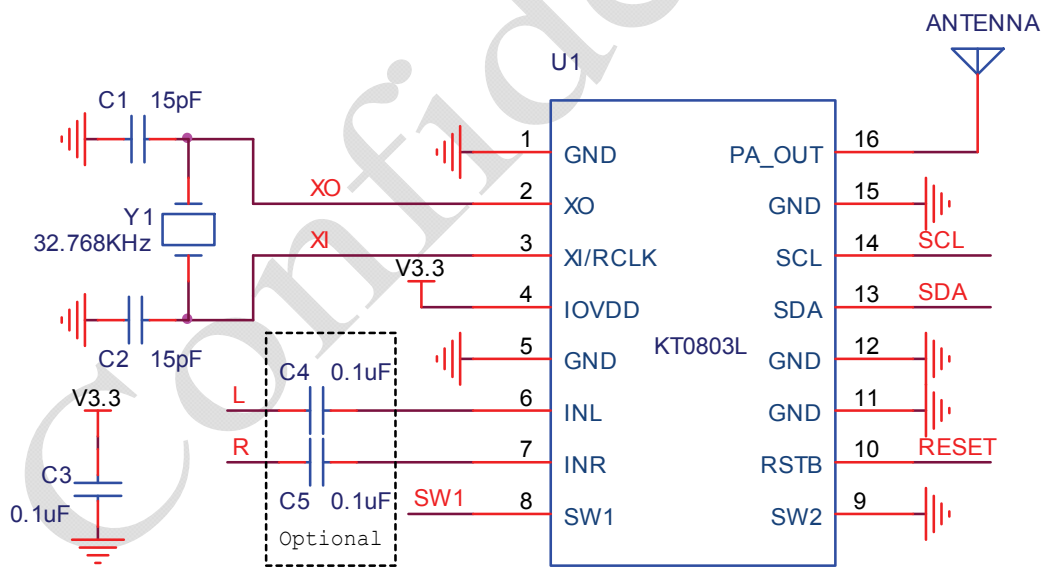 ANTENNA
U1
C1 15pF
1 GND PA_OUT 16
XO 2 XO GND 15
Y1
32.768KHz
XI 3 XI/RCLK SCL 14 SCL
V3.3
4 IOVDD SDA 13 SDA
C2 15pF
5 GND KT0803L GND 12
C4 0.1uF
V3.3
L 6 INL GND 11
R 7 INR RSTB 10 RESET
C3
0.1uF
C5 0.1uF
SW1 8 SW1 SW2 9
Optional